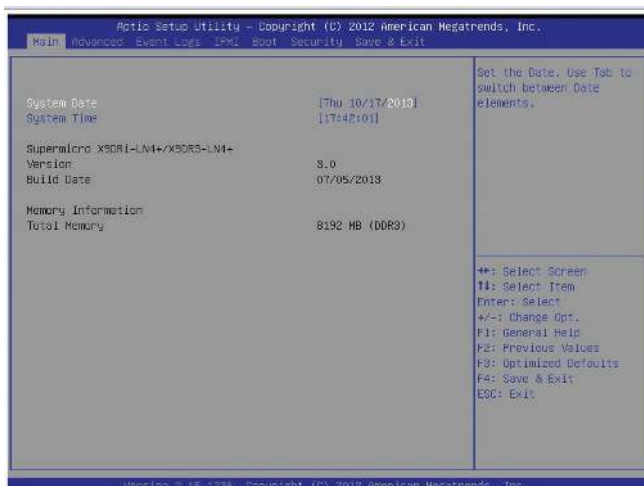 Aptio Setup Utility - Copyright (C) 2012 American Megatrends, Inc.
Main Advanced Event Logs IPMI Boot Security Save & Exit
System Date [Thu 10/17/2013]
System Time [17:42:01]
Supermicro X9DRi-LN4+/X9DR3-LN4+
Version 3.0
Build Date 07/05/2013
Memory Information
Total Memory 8192 MB (DDR3)
Set the Date. Use Tab to
switch between Date
elements.
→←: Select Screen
↑↓: Select Item
Enter: Select
+/-: Change Opt.
F1: General Help
F2: Previous Values
F3: Optimized Defaults
F4: Save & Exit
ESC: Exit
Version 2.15.1236. Copyright (C) 2012 American Megatrends, Inc.